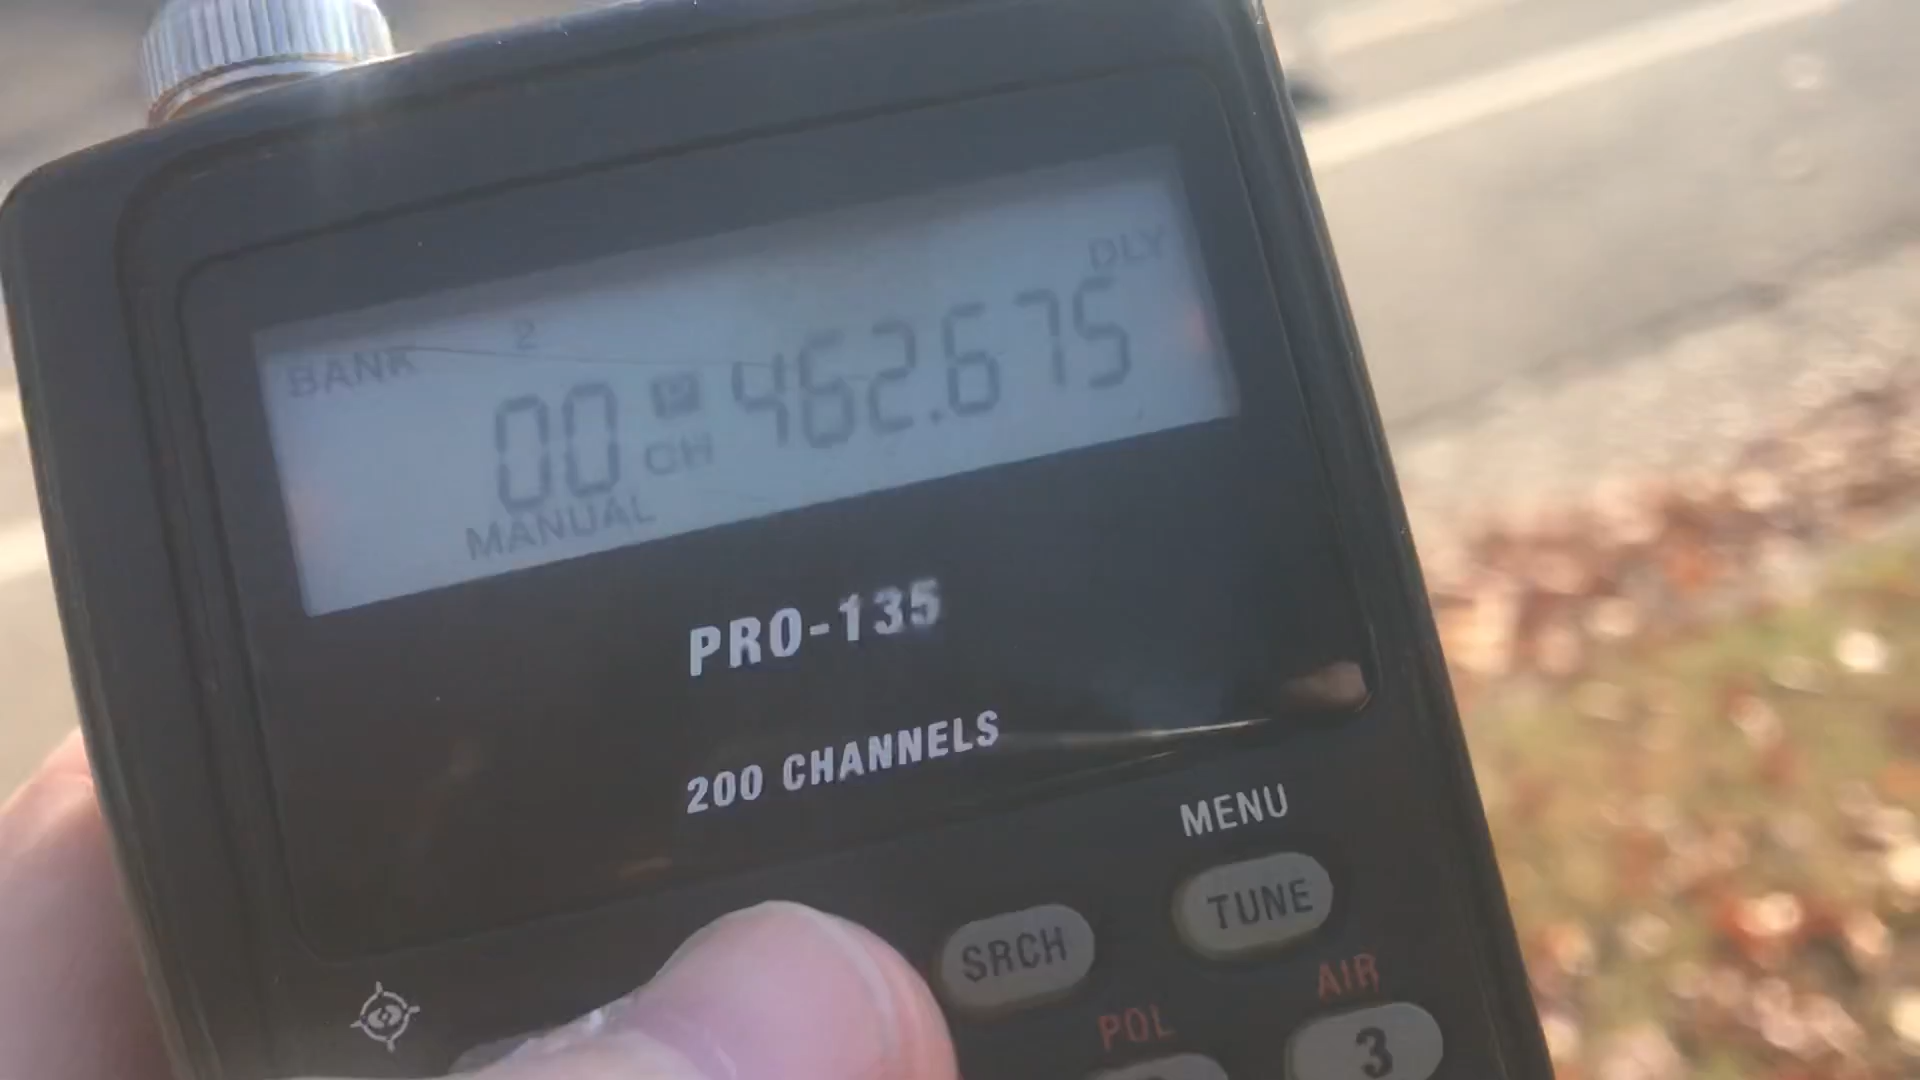 DLY
BANK 2
00 CH P 462.675
MANUAL
PRO-135
200 CHANNELS
MENU
SRCH TUNE
POL AIR
3